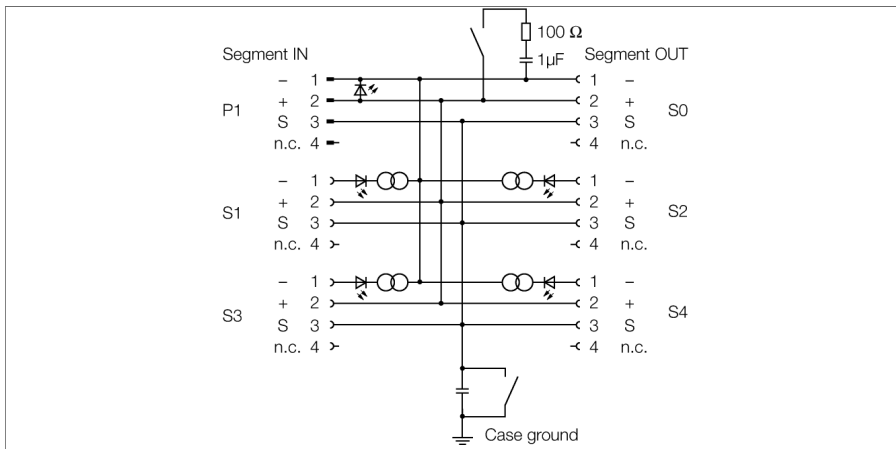 100 Ω
Segment IN
1µF
Segment OUT
– 1
1 –
P1
+ 2
2 +
S0
S 3
3 S
n.c. 4
4 n.c.
– 1
1 –
S1
+ 2
2 +
S2
S 3
3 S
n.c. 4
4 n.c.
– 1
1 –
S3
+ 2
2 +
S4
S 3
3 S
n.c. 4
4 n.c.
Case ground